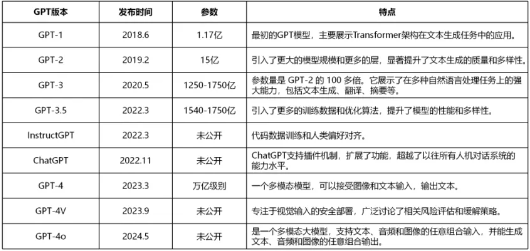 GPT版本 发布时间 参数 特点
GPT-1 2018.6 1.17亿 最初的GPT模型，主要展示Transformer架构在文本生成任务中的应用。
GPT-2 2019.2 15亿 引入了更大的模型规模和更多的层，显著提升了文本生成的质量和多样性。
GPT-3 2020.5 1250-1750亿 参数量是 GPT-2 的 100 多倍。它展示了在多种自然语言处理任务上的强
大能力，包括文本生成、翻译、摘要等。
GPT-3.5 2022.3 1540-1750亿 引入了更多的训练数据和优化算法，提升了模型的性能和多样性。
InstructGPT 2022.3 未公开 代码数据训练和人类偏好对齐。
ChatGPT 2022.11 未公开 ChatGPT支持插件机制，扩展了功能，超越了以往所有人机对话系统的
能力水平。
GPT-4 2023.3 万亿级别 一个多模态模型，可以接受图像和文本输入，输出文本。
GPT-4V 2023.9 未公开 专注于视觉输入的安全部署，广泛讨论了相关风险评估和缓解策略。
GPT-4o 2024.5 未公开 是一个多模态大模型，支持文本、音频和图像的任意组合输入，并能生成
文本、音频和图像的任意组合输出。